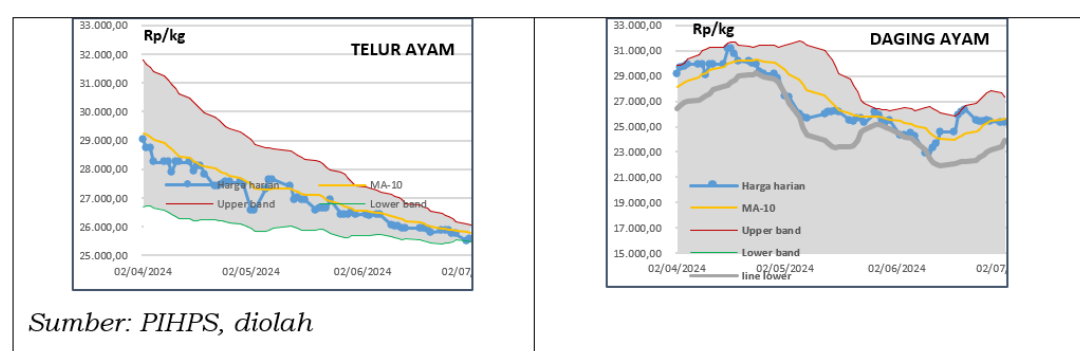 33.000,00
Rp/kg
TELUR AYAM
32.000,00
31.000,00
30.000,00
29.000,00
28.000,00
27.000,00
Harga harian
MA-10
Upper band
Lower band
26.000,00
25.000,00
02/04/2024
02/05/2024
02/06/2024
02/07,
33.000,00
Rp/kg
DAGING AYAM
31.000,00
29.000,00
27.000,00
25.000,00
23.000,00
21.000,00
Harga harian
19.000,00
MA-10
17.000,00
Upper band
15.000,00
Lower band
02/04/2024
02/05/2024
02/06/2024
02/07,
line lower
Sumber: PIHPS, diolah